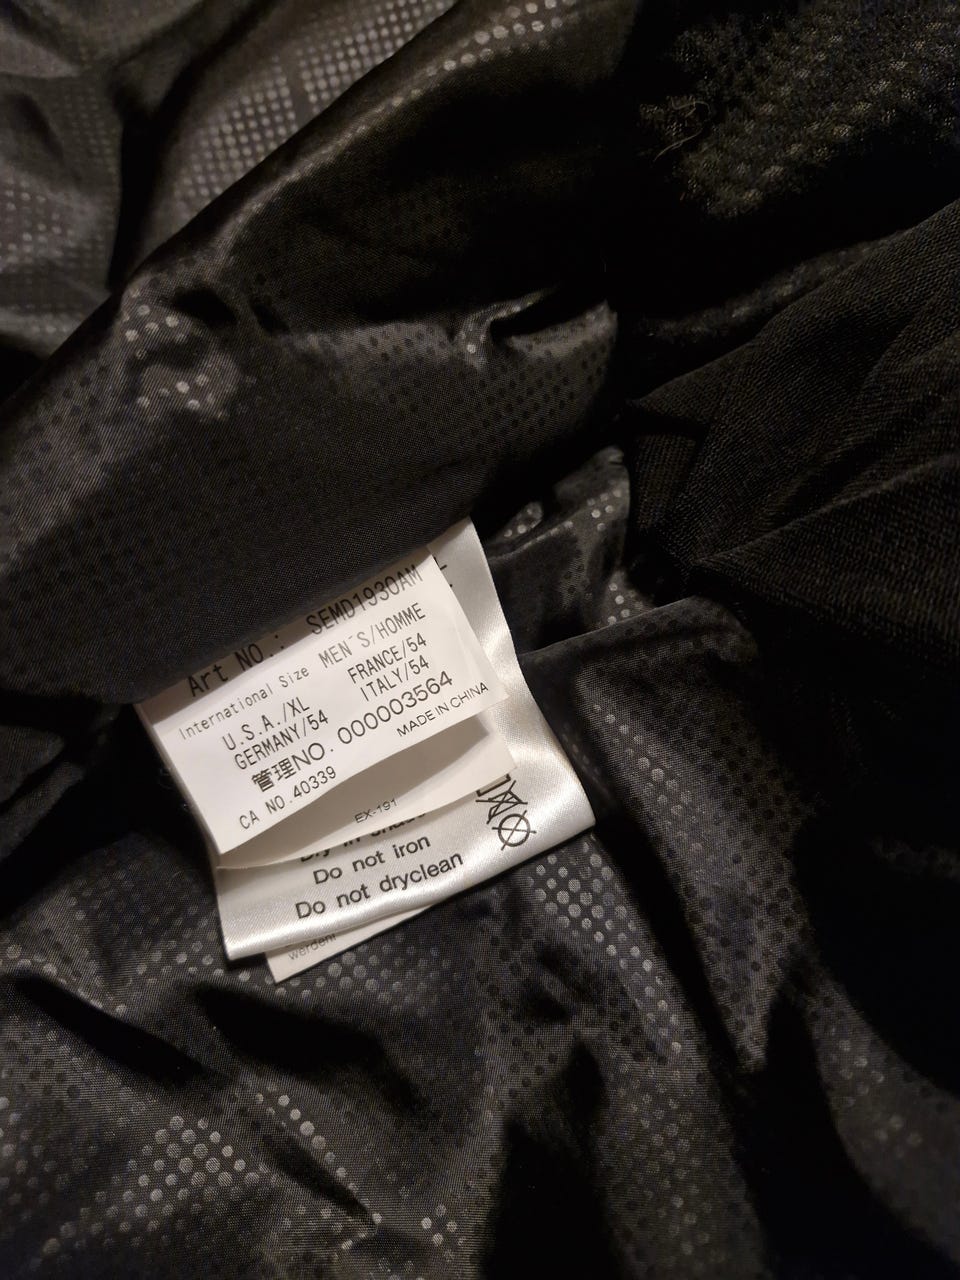 Art NO.: SEMD1930AM
International Size MEN'S/HOMME
U.S.A./XL FRANCE/54
GERMANY/54 ITALY/54
管理NO. 000003564
CA NO.40339 MADE IN CHINA
EX-191
Do not iron
Do not dryclean
werden!